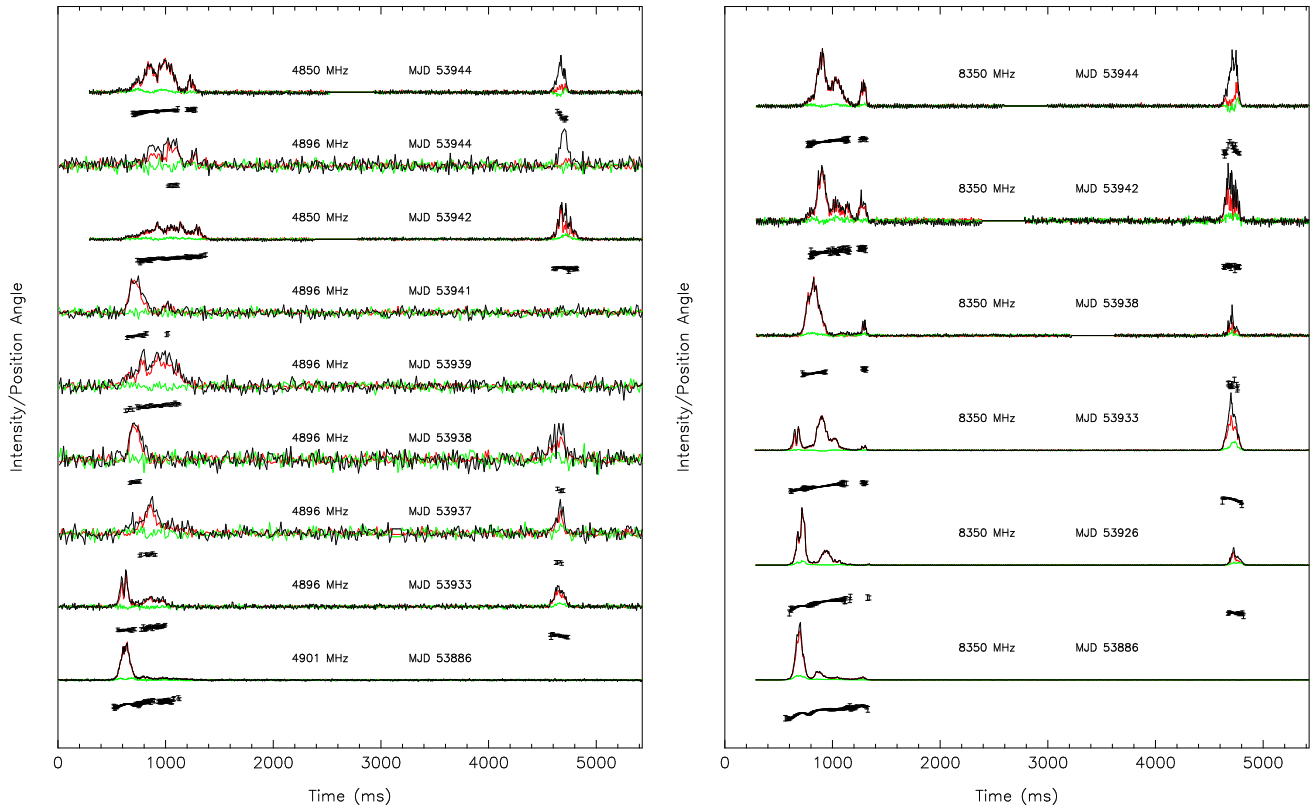 Intensity/Position Angle
4850 MHz MJD 53944
4896 MHz MJD 53944
4850 MHz MJD 53942
4896 MHz MJD 53941
4896 MHz MJD 53939
4896 MHz MJD 53938
4896 MHz MJD 53937
4896 MHz MJD 53933
4901 MHz MJD 53886
0 1000 2000 3000 4000 5000
Time (ms)
Intensity/Position Angle
8350 MHz MJD 53944
8350 MHz MJD 53942
8350 MHz MJD 53938
8350 MHz MJD 53933
8350 MHz MJD 53926
8350 MHz MJD 53886
0 1000 2000 3000 4000 5000
Time (ms)